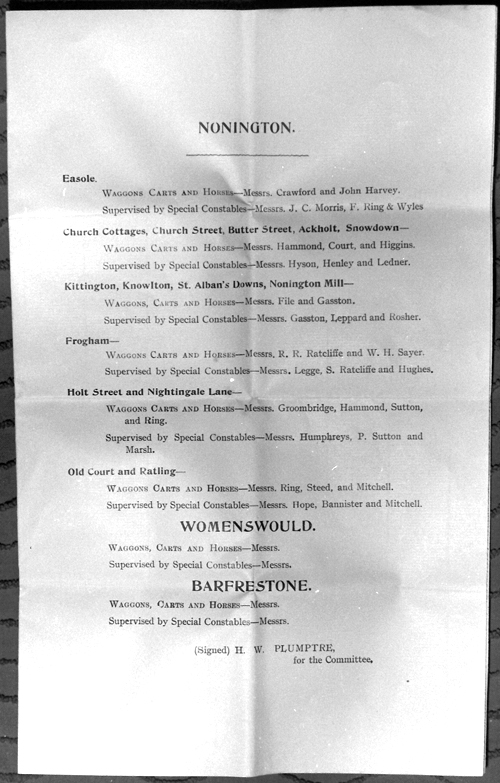 NONINGTON.
Easole.
WAGGONS CARTS AND HORSES—Messrs. Crawford and John Harvey.
Supervised by Special Constables—Messrs. J. C. Morris, F. Ring & Wyles
Church Cottages, Church Street, Butter Street, Ackholt, Snowdown—
WAGGONS CARTS AND HORSES—Messrs. Hammond, Court, and Higgins.
Supervised by Special Constables—Messrs. Hyson, Henley and Ledner.
Kittington, Knowlton, St. Alban's Downs, Nonington Mill—
WAGGONS, CARTS AND HORSES—Messrs. File and Gasston.
Supervised by Special Constables—Messrs. Gasston, Leppard and Rosher.
Frogham—
WAGGONS CARTS AND HORSES—Messrs. R. R. Ratcliffe and W. H. Sayer.
Supervised by Special Constables—Messrs. Legge, S. Ratcliffe and Hughes.
Holt Street and Nightingale Lane—
WAGGONS CARTS AND HORSES—Messrs. Groombridge, Hammond, Sutton,
and Ring.
Supervised by Special Constables—Messrs. Humphreys, P. Sutton and
Marsh.
Old Court and Ratling—
WAGGONS, CARTS AND HORSES—Messrs. Ring, Steed, and Mitchell.
Supervised by Special Constables—Messrs. Hope, Bannister and Mitchell.
WOMENSWOULD.
WAGGONS, CARTS AND HORSES—Messrs.
Supervised by Special Constables—Messrs.
BARFRESTONE.
WAGGONS, CARTS AND HORSES—Messrs.
Supervised by Special Constables—Messrs.
(Signed) H. W. PLUMPTRE,
for the Committee.